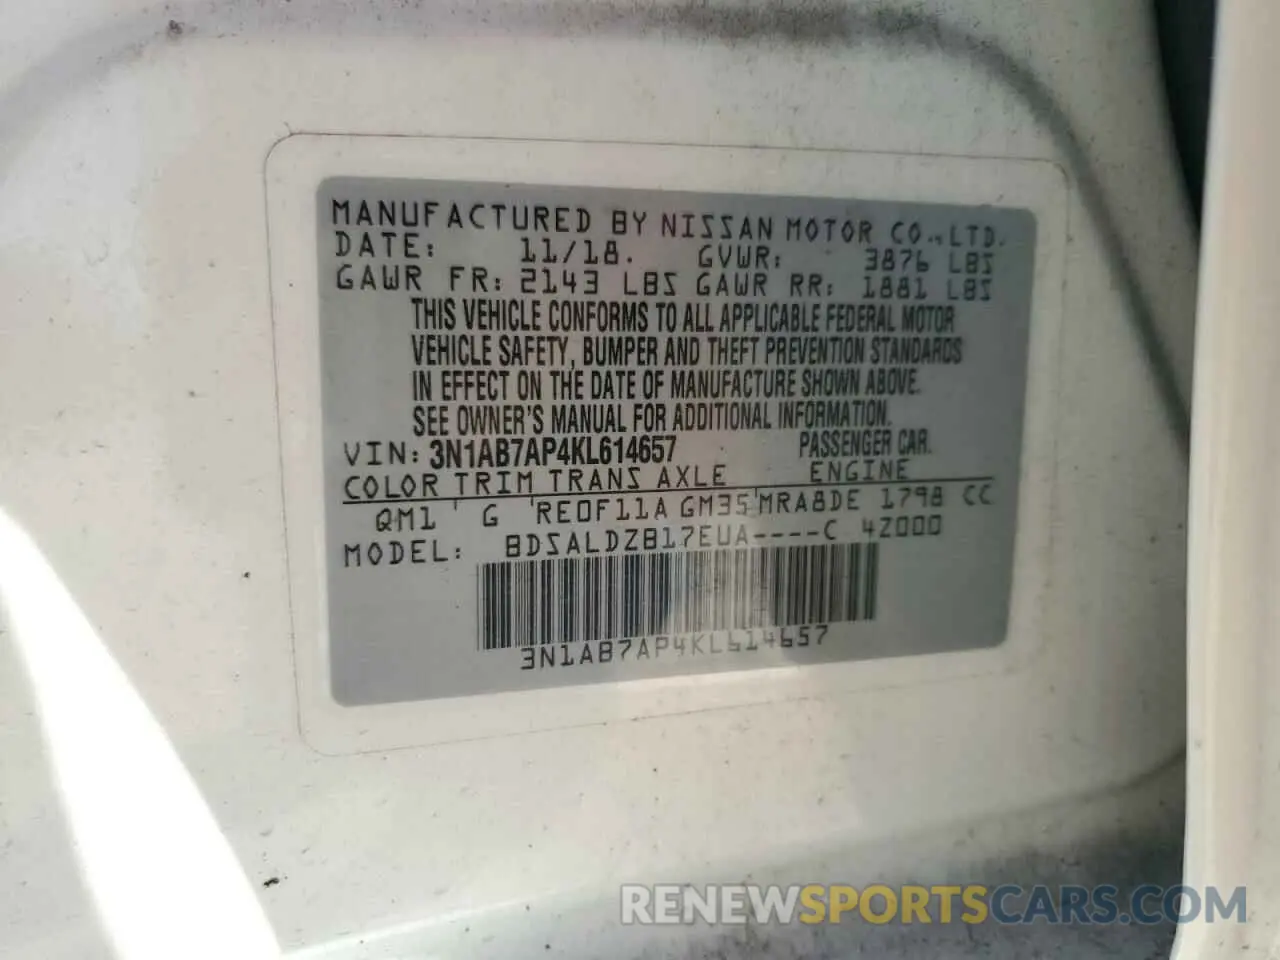 MANUFACTURED BY NISSAN MOTOR CO.,LTD.
DATE: 11/18. GVWR: 3876 LBS
GAWR FR: 2143 LBS GAWR RR: 1881 LBS
THIS VEHICLE CONFORMS TO ALL APPLICABLE FEDERAL MOTOR
VEHICLE SAFETY, BUMPER AND THEFT PREVENTION STANDARDS
IN EFFECT ON THE DATE OF MANUFACTURE SHOWN ABOVE.
SEE OWNER'S MANUAL FOR ADDITIONAL INFORMATION.
VIN: 3N1AB7AP4KL614657 PASSENGER CAR.
COLOR TRIM TRANS AXLE ENGINE
QM1 ' G 'RE0F11A GM35'MRA8DE 1798 CC
MODEL: BDSALDZB17EUA----C 4Z000
3N1AB7AP4KL614657
RENEWSPORTSCARS.COM